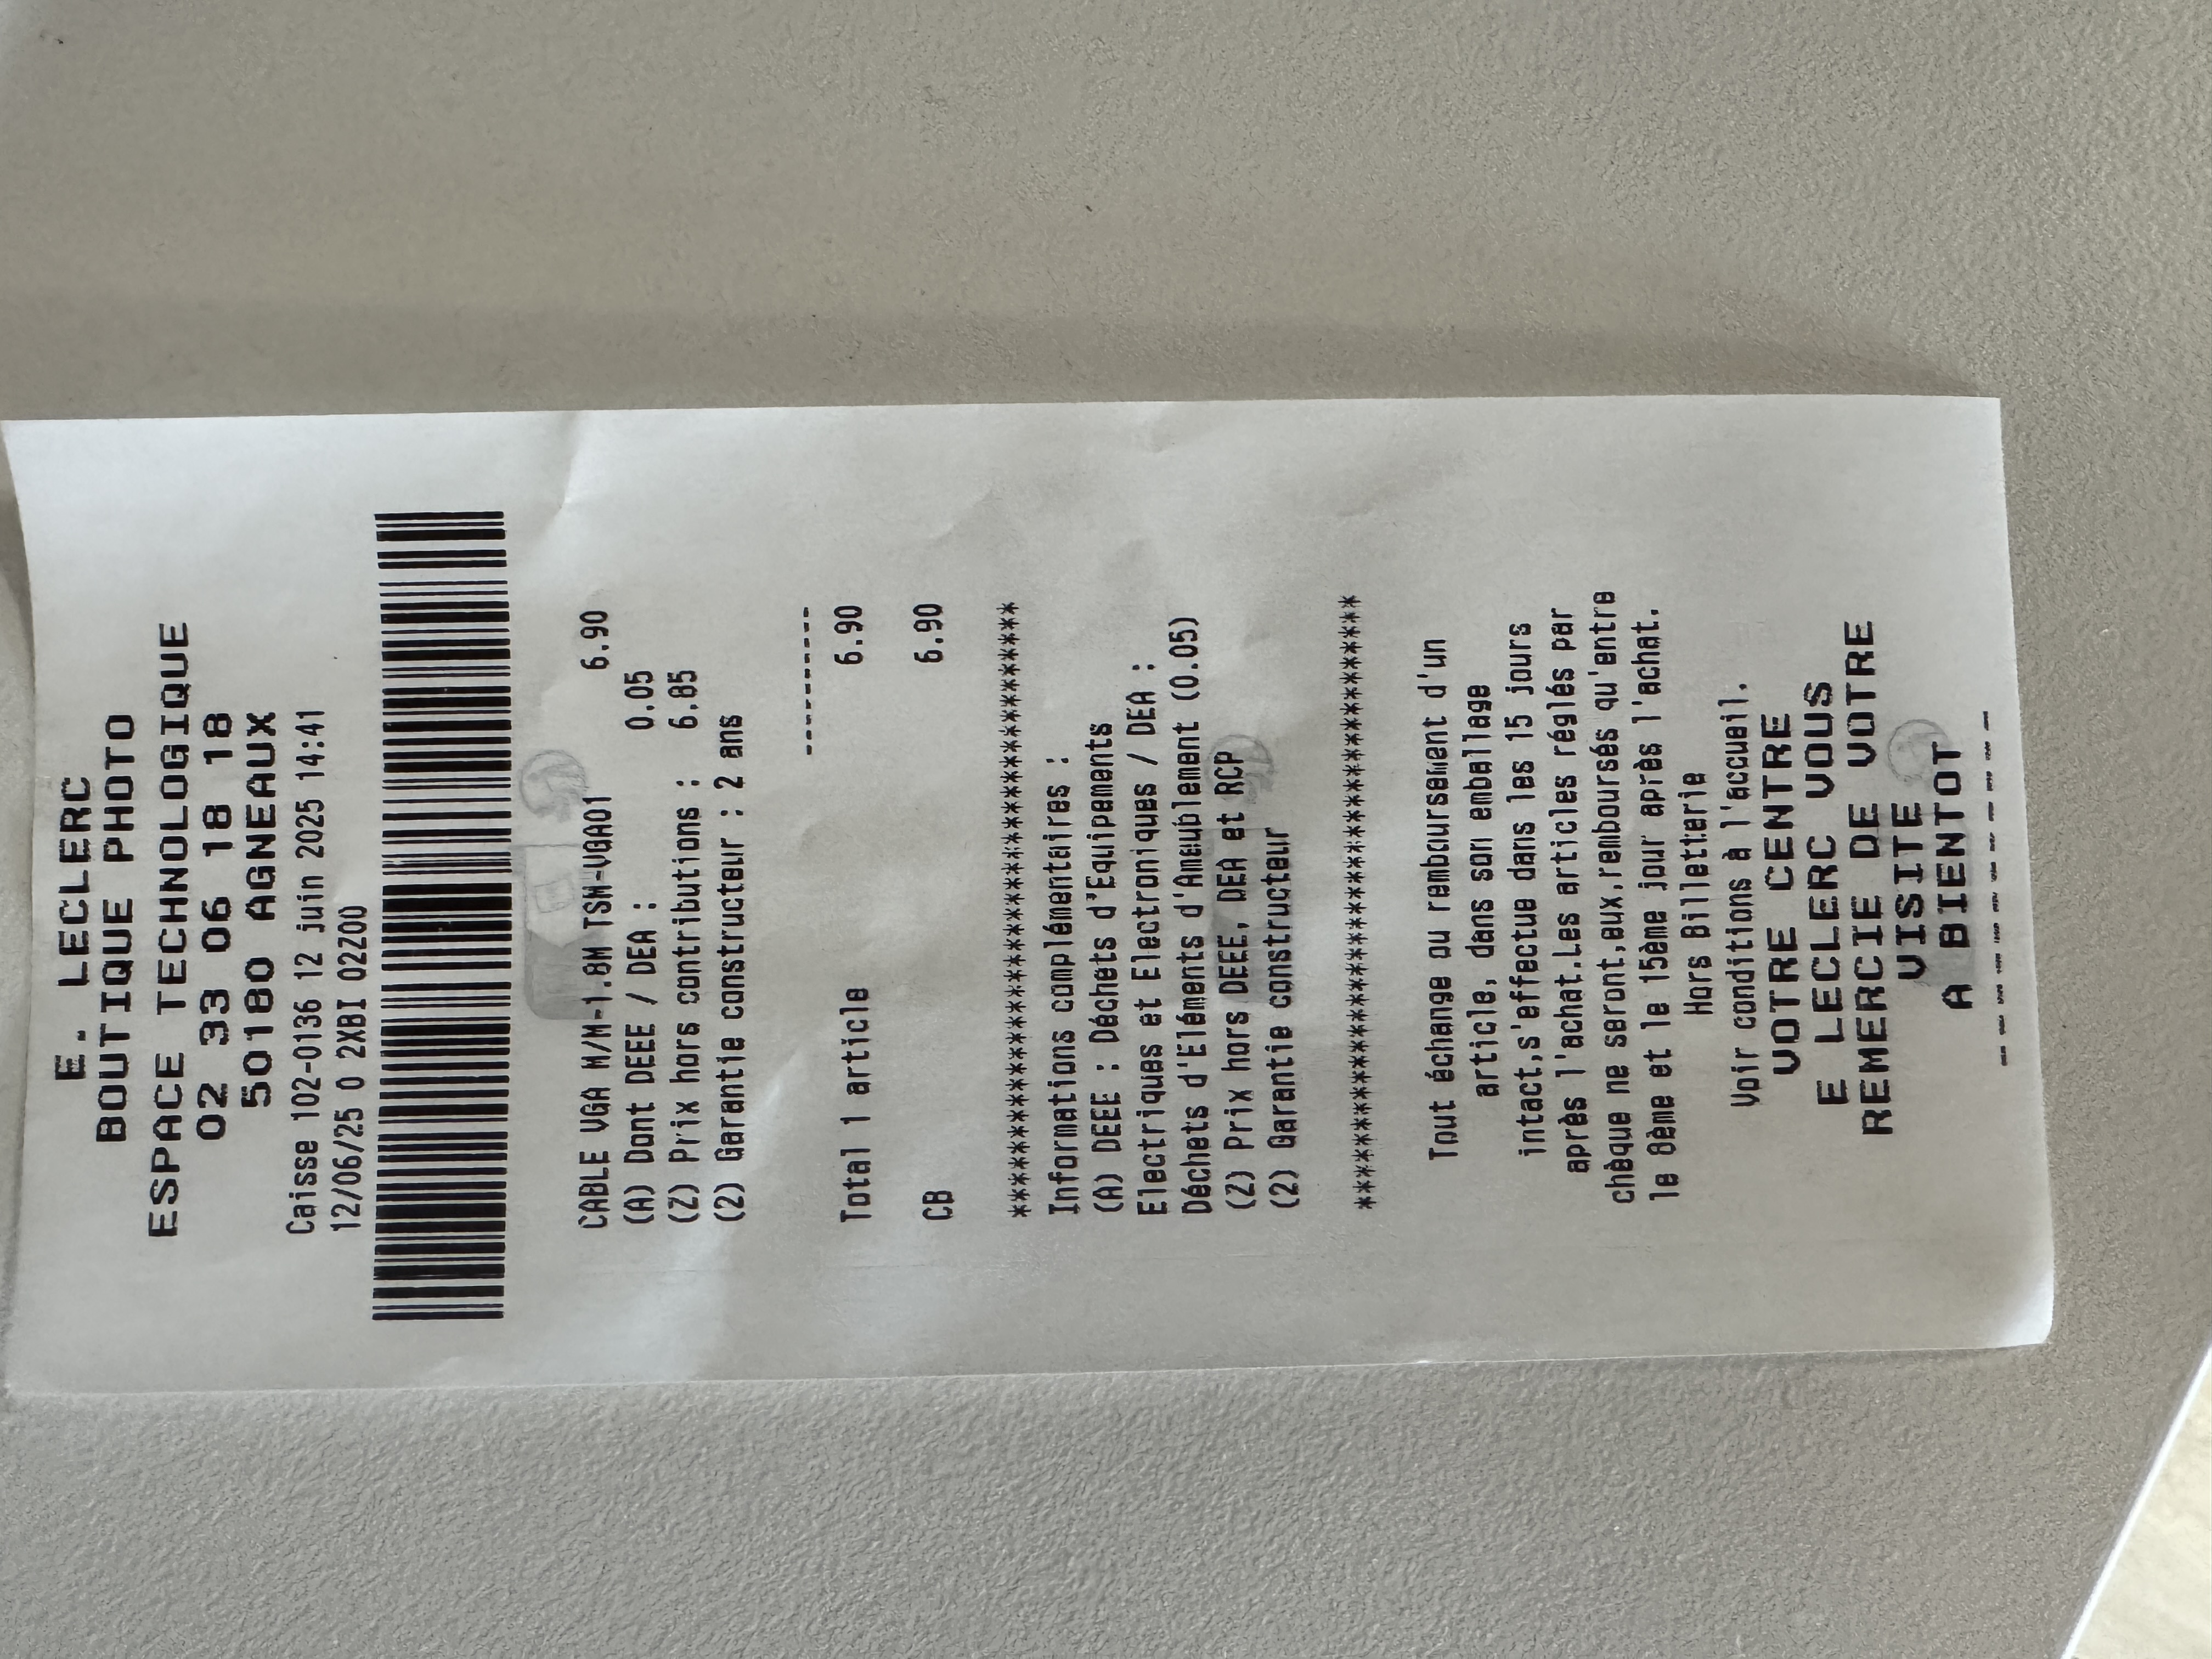 E. LECLERC
BOUTIQUE PHOTO
ESPACE TECHNOLOGIQUE
02 33 06 18 18
50180 AGNEAUX
Caisse 102-0136 12 juin 2025 14:41
12/06/25 0 2XBI 02Z00
CABLE VGA M/M-1.8M TSM-VGA01 6.90
(A) Dont DEEE / DEA : 0.05
(Z) Prix hors contributions : 6.85
(2) Garantie constructeur : 2 ans
----------
Total 1 article 6.90
CB 6.90
****************************************
Informations complémentaires :
(A) DEEE : Déchets d'Equipements
Electriques et Electroniques / DEA :
Déchets d'Eléments d'Ameublement (0.05)
(Z) Prix hors DEEE, DEA et RCP
(2) Garantie constructeur
****************************************
Tout échange ou remboursement d'un
article, dans son emballage
intact,s'effectue dans les 15 jours
après l'achat.Les articles réglés par
chèque ne seront,eux,remboursés qu'entre
le 8ème et le 15ème jour après l'achat.
Hors Billetterie
Voir conditions à l'accueil.
VOTRE CENTRE
E LECLERC VOUS
REMERCIE DE VOTRE
VISITE
A BIENTOT
------------